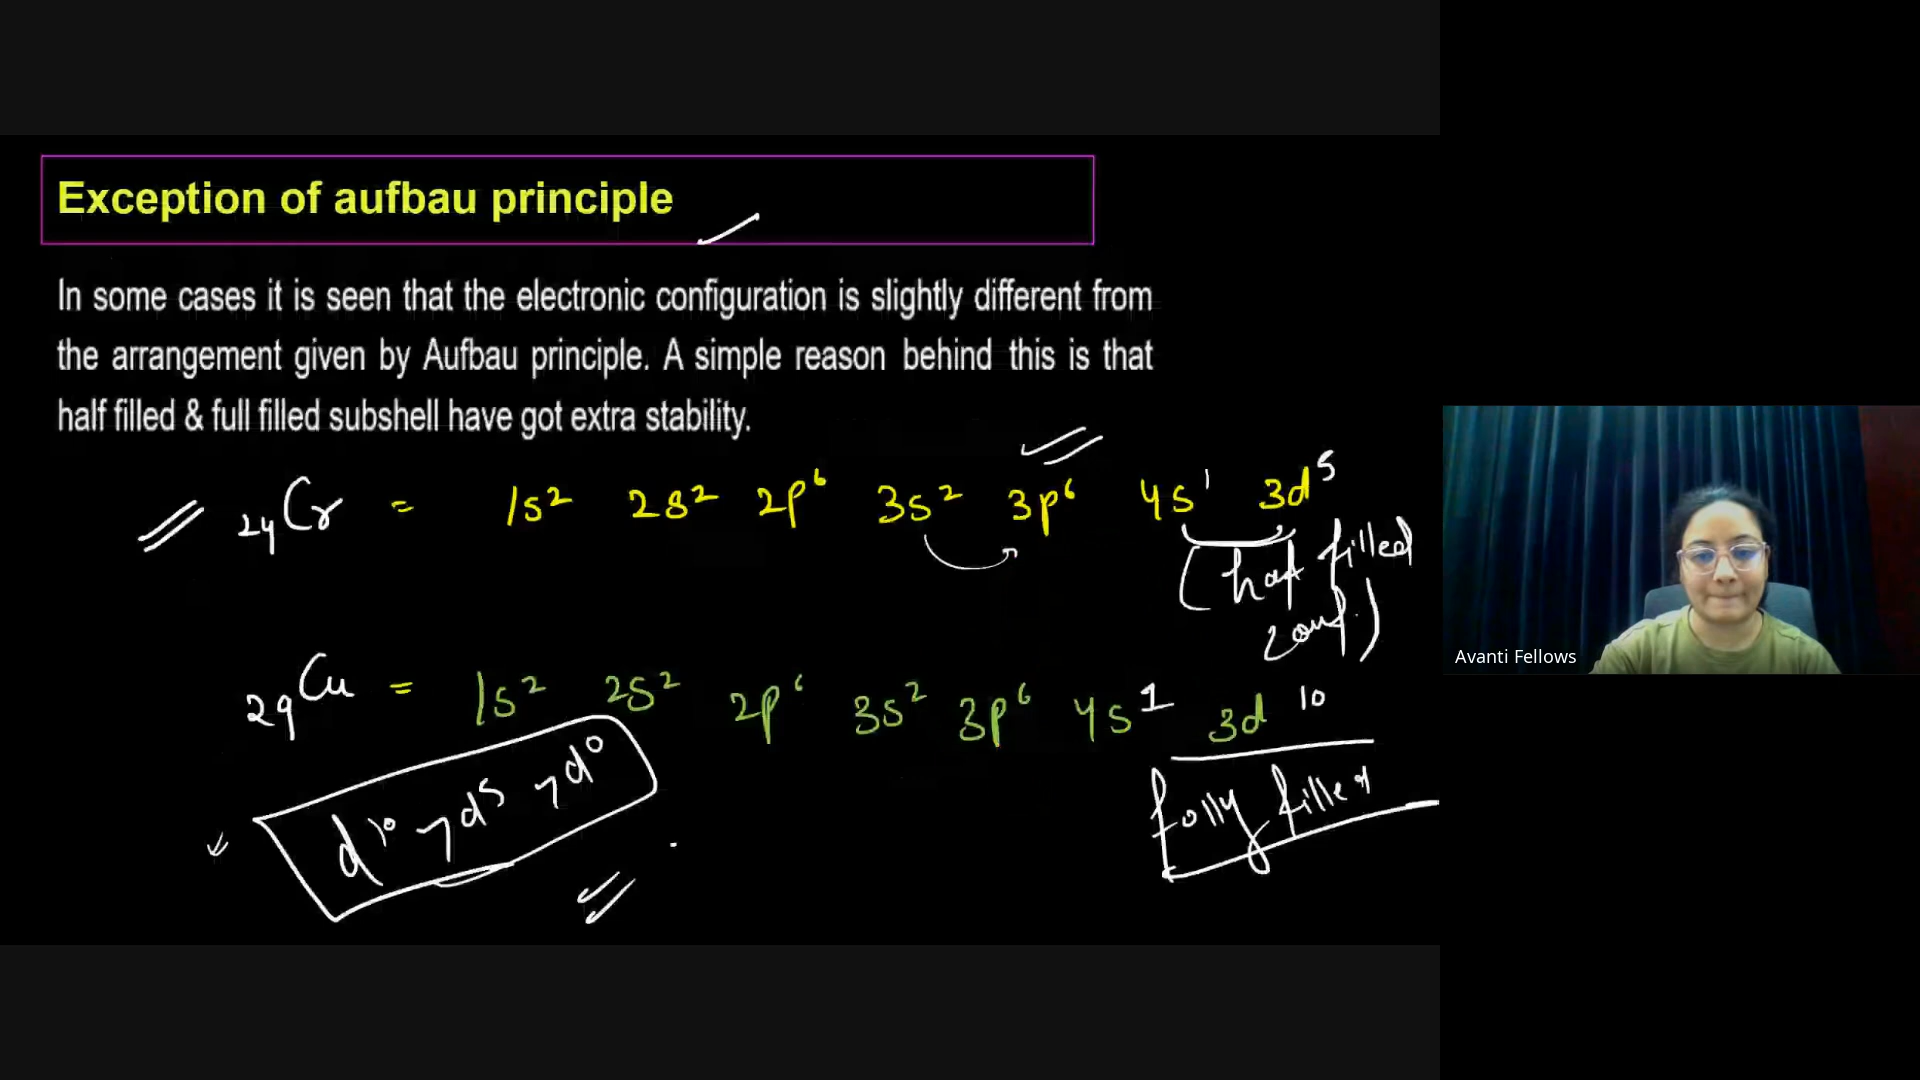 Exception of aufbau principle
In some cases it is seen that the electronic configuration is slightly different from
the arrangement given by Aufbau principle. A simple reason behind this is that
half filled & full filled subshell have got extra stability.
₂₄Cr = 1s² 2s² 2p⁶ 3s² 3p⁶ 4s¹ 3d⁵
(half filled
conf.)
Avanti Fellows
₂₉Cu = 1s² 2s² 2p⁶ 3s² 3p⁶ 4s¹ 3d¹⁰
d¹⁰ > d⁵ > d⁰
fully filled